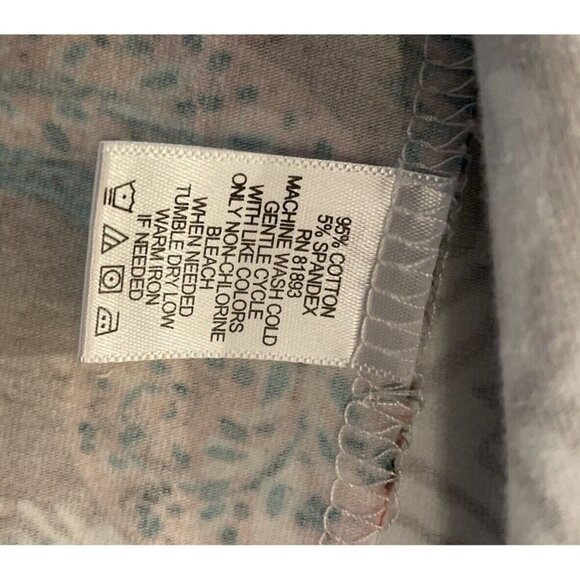 95% COTTON
5% SPANDEX
RN 81893
MACHINE WASH COLD
GENTLE CYCLE
WITH LIKE COLORS
ONLY NON-CHLORINE
BLEACH
WHEN NEEDED
TUMBLE DRY LOW
WARM IRON
IF NEEDED